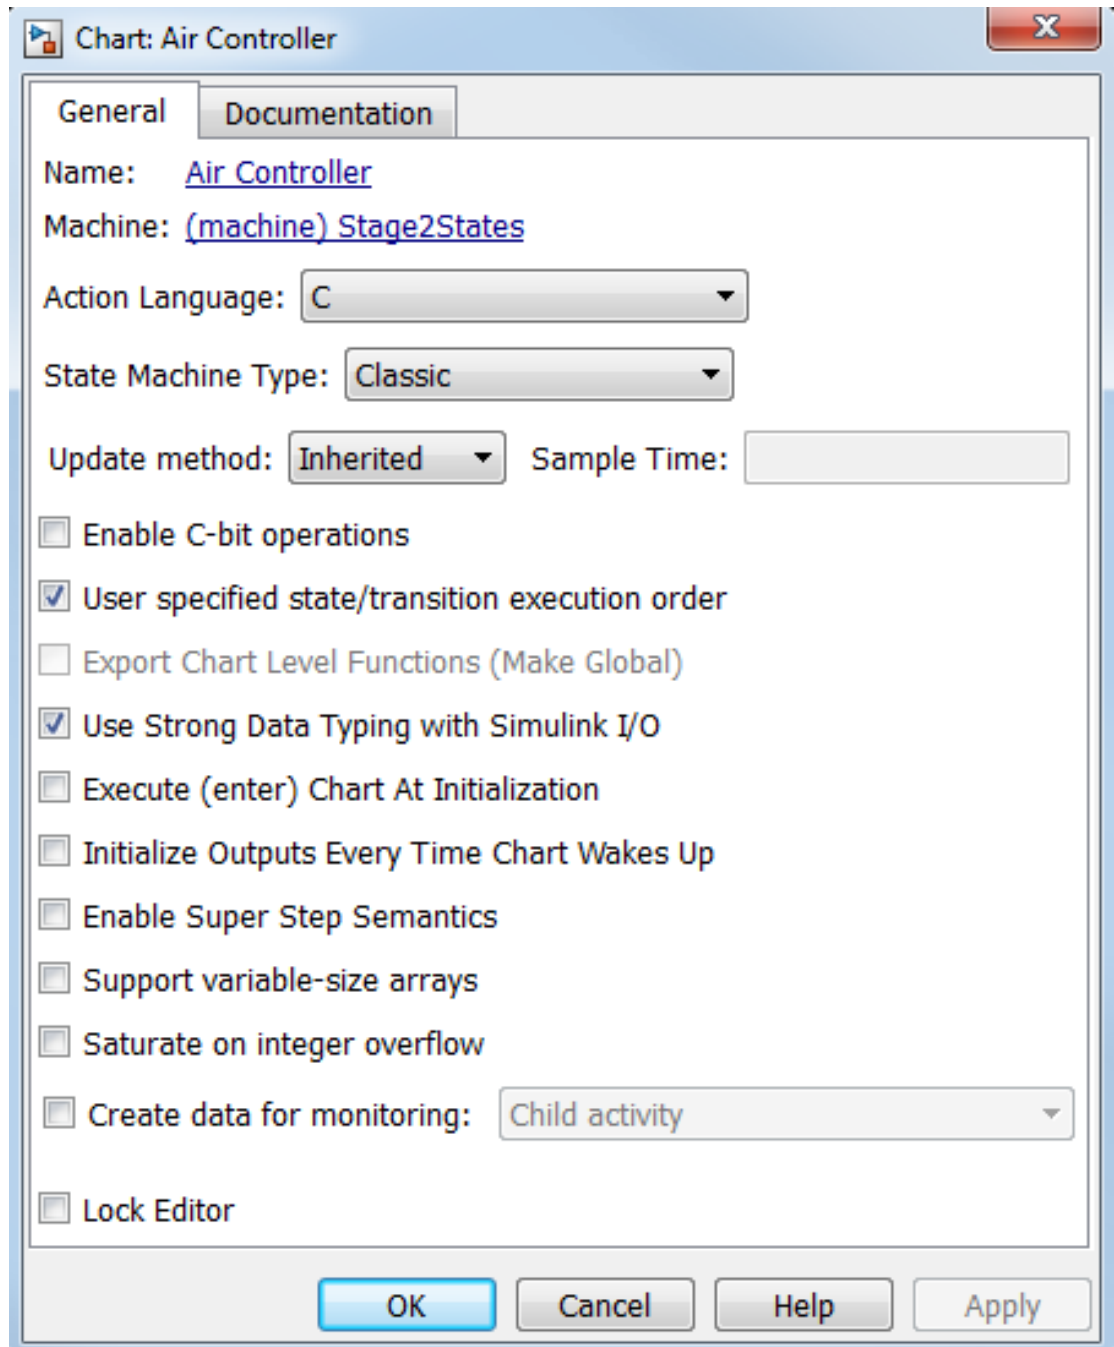 Chart: Air Controller
General Documentation
Name: Air Controller
Machine: (machine) Stage2States
Action Language: C
State Machine Type: Classic
Update method: Inherited Sample Time:
Enable C-bit operations
User specified state/transition execution order
Export Chart Level Functions (Make Global)
Use Strong Data Typing with Simulink I/O
Execute (enter) Chart At Initialization
Initialize Outputs Every Time Chart Wakes Up
Enable Super Step Semantics
Support variable-size arrays
Saturate on integer overflow
Create data for monitoring: Child activity
Lock Editor
OK Cancel Help Apply